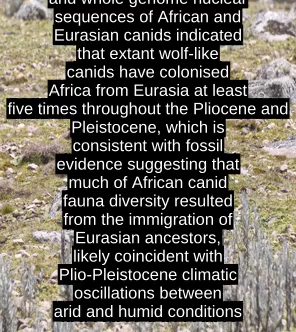 and whole genome nuclear
sequences of African and
Eurasian canids indicated
that extant wolf-like
canids have colonised
Africa from Eurasia at least
five times throughout the Pliocene and
Pleistocene, which is
consistent with fossil
evidence suggesting that
much of African canid
fauna diversity resulted
from the immigration of
Eurasian ancestors,
likely coincident with
Plio-Pleistocene climatic
oscillations between
arid and humid conditions